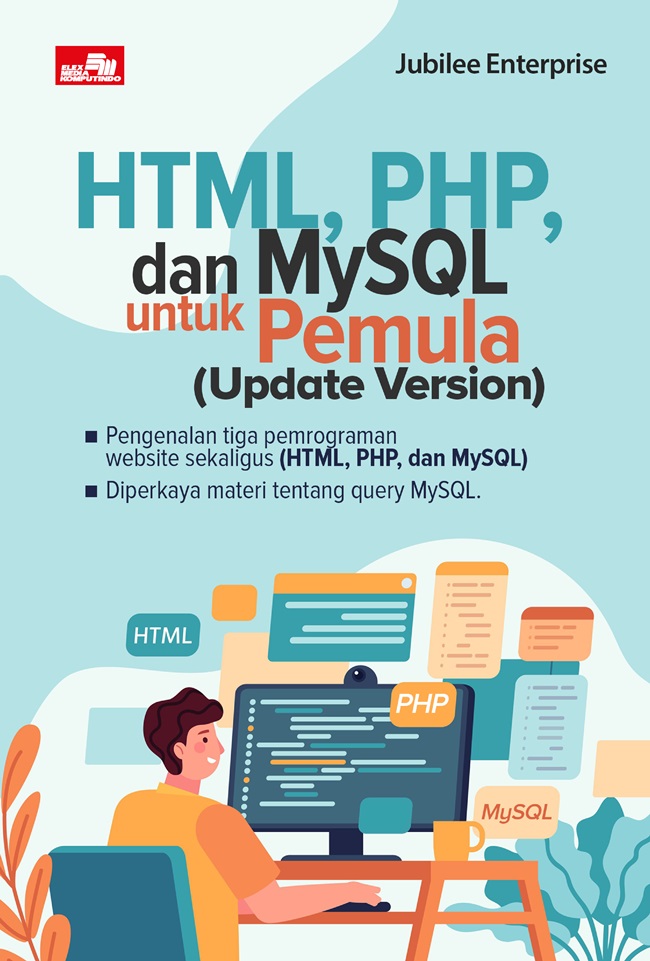 ELEX
MEDIA
KOMPUTINDO
Jubilee Enterprise
HTML, PHP,
dan MySQL
untuk Pemula
(Update Version)
■ Pengenalan tiga pemrograman
website sekaligus (HTML, PHP, dan MySQL)
■ Diperkaya materi tentang query MySQL.
HTML
PHP
MySQL